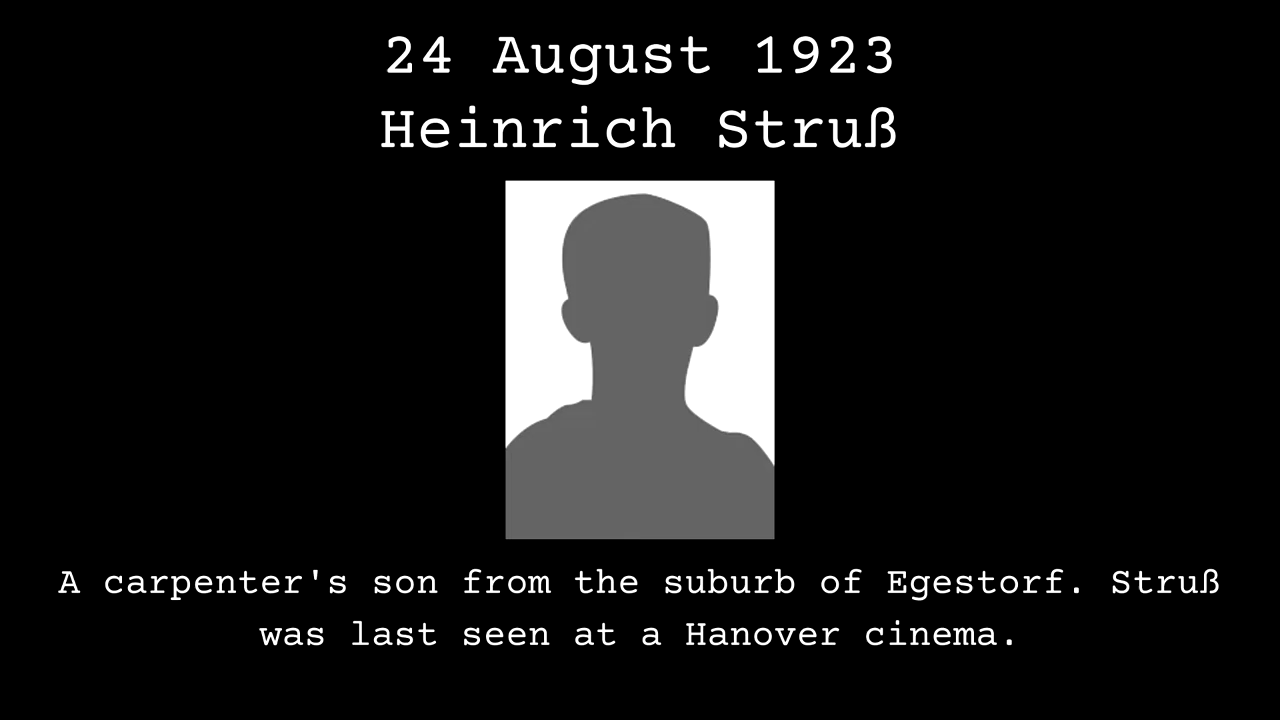 24 August 1923
Heinrich Struß
A carpenter's son from the suburb of Egestorf. Struß
was last seen at a Hanover cinema.